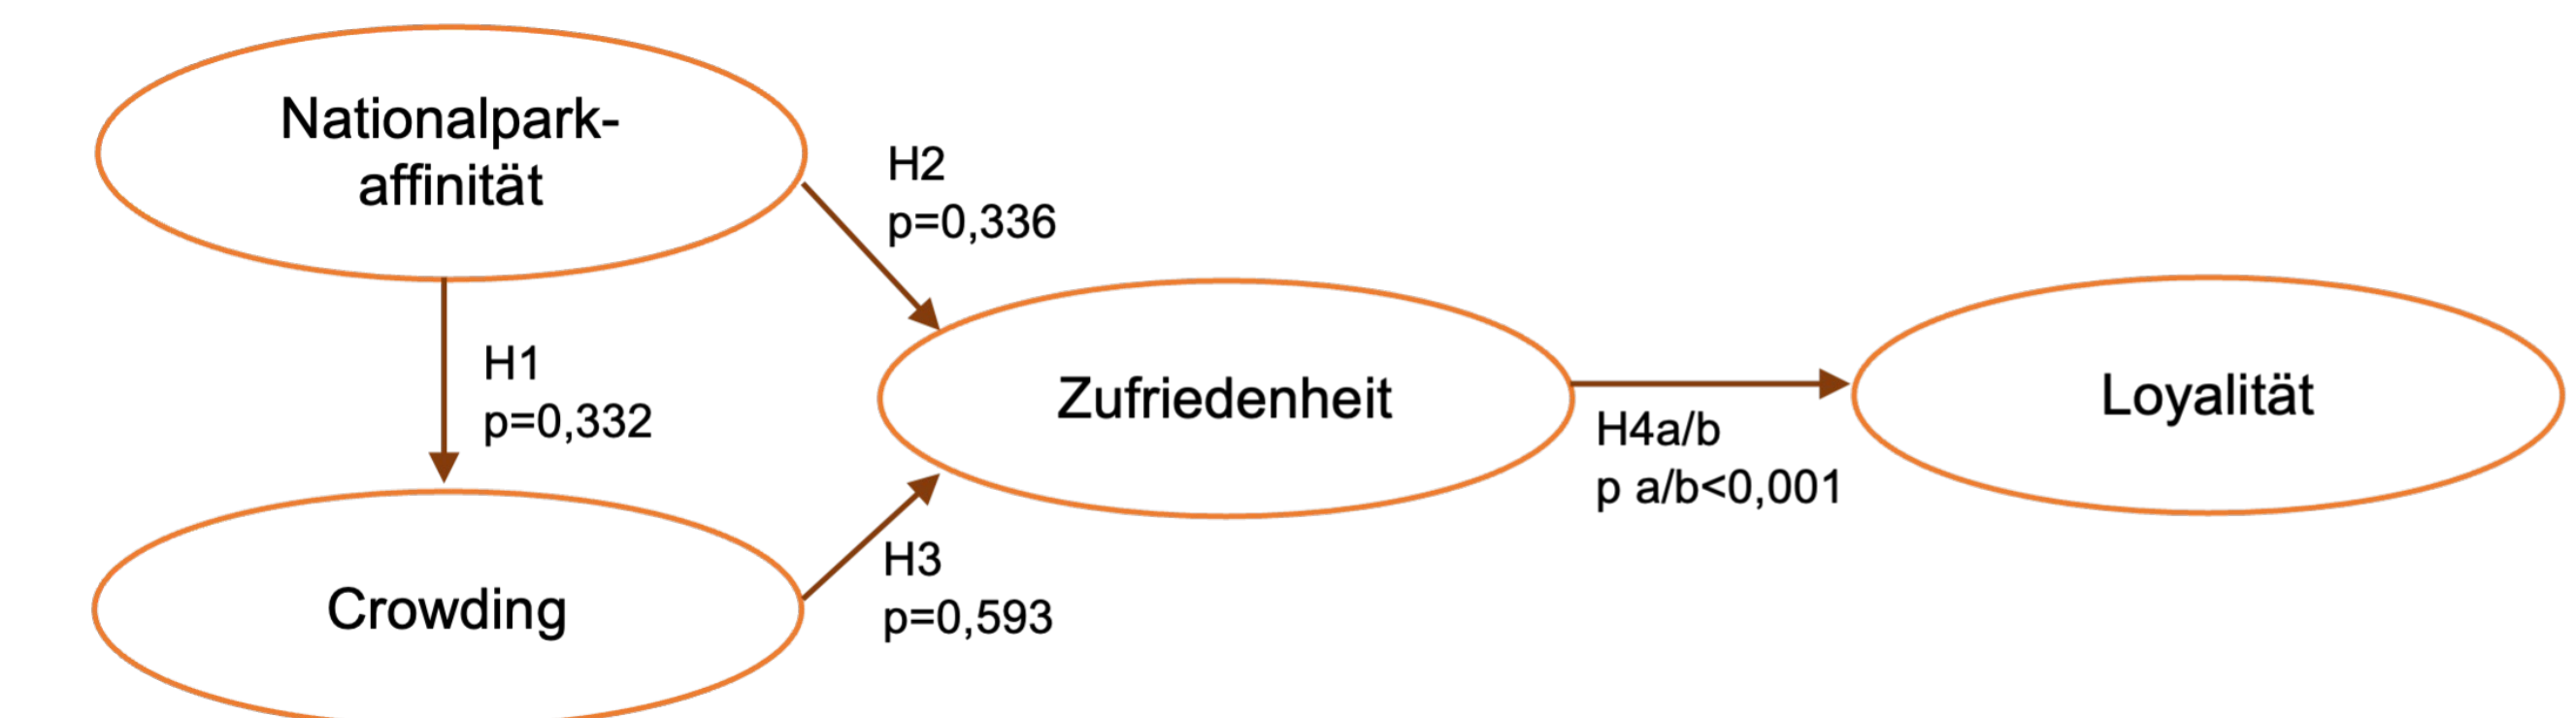 Nationalpark-
affinität
H2
p=0,336
H1
p=0,332
Zufriedenheit
Loyalität
H4a/b
p a/b<0,001
Crowding
H3
p=0,593